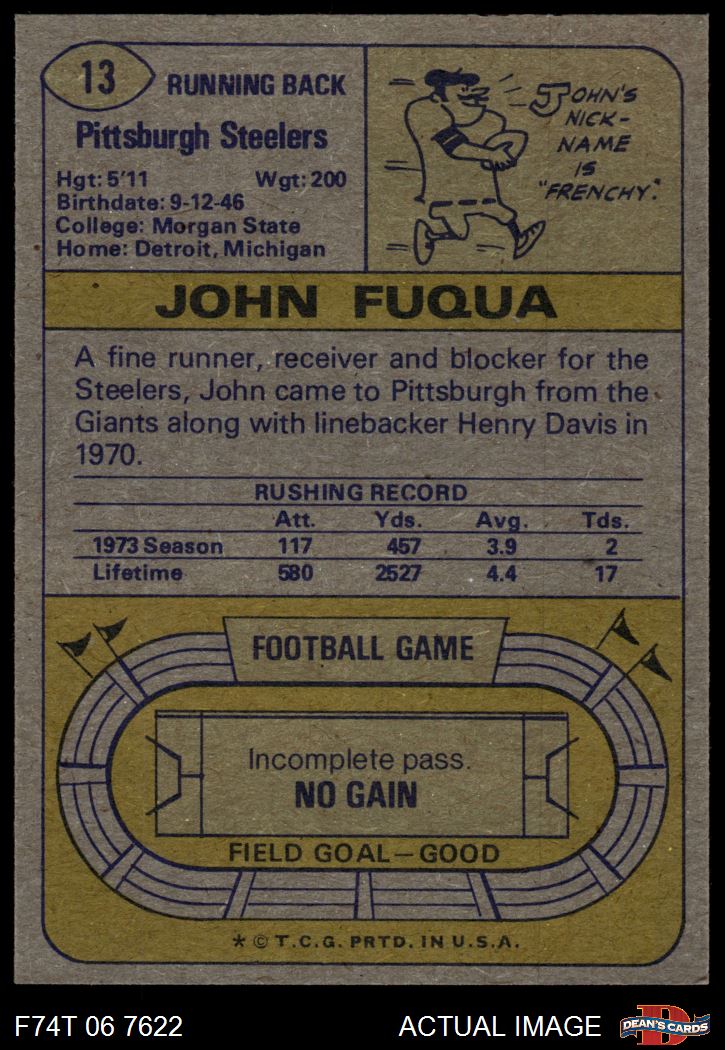 13
RUNNING BACK
Pittsburgh Steelers
Hgt: 5'11 Wgt: 200
Birthdate: 9-12-46
College: Morgan State
Home: Detroit, Michigan
JOHN'S
NICK-
NAME
IS
"FRENCHY."
JOHN FUQUA
A fine runner, receiver and blocker for the
Steelers, John came to Pittsburgh from the
Giants along with linebacker Henry Davis in
1970.
RUSHING RECORD
Att. Yds. Avg. Tds.
1973 Season 117 457 3.9 2
Lifetime 580 2527 4.4 17
FOOTBALL GAME
Incomplete pass.
NO GAIN
FIELD GOAL—GOOD
* © T.C.G. PRTD. IN U.S.A.
F74T 06 7622 ACTUAL IMAGE
D
DEAN'S CARDS